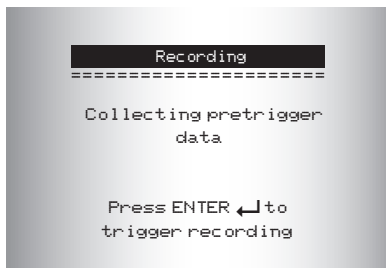 Recording
======================
Collecting pretrigger
data
Press ENTER ↵ to
trigger recording